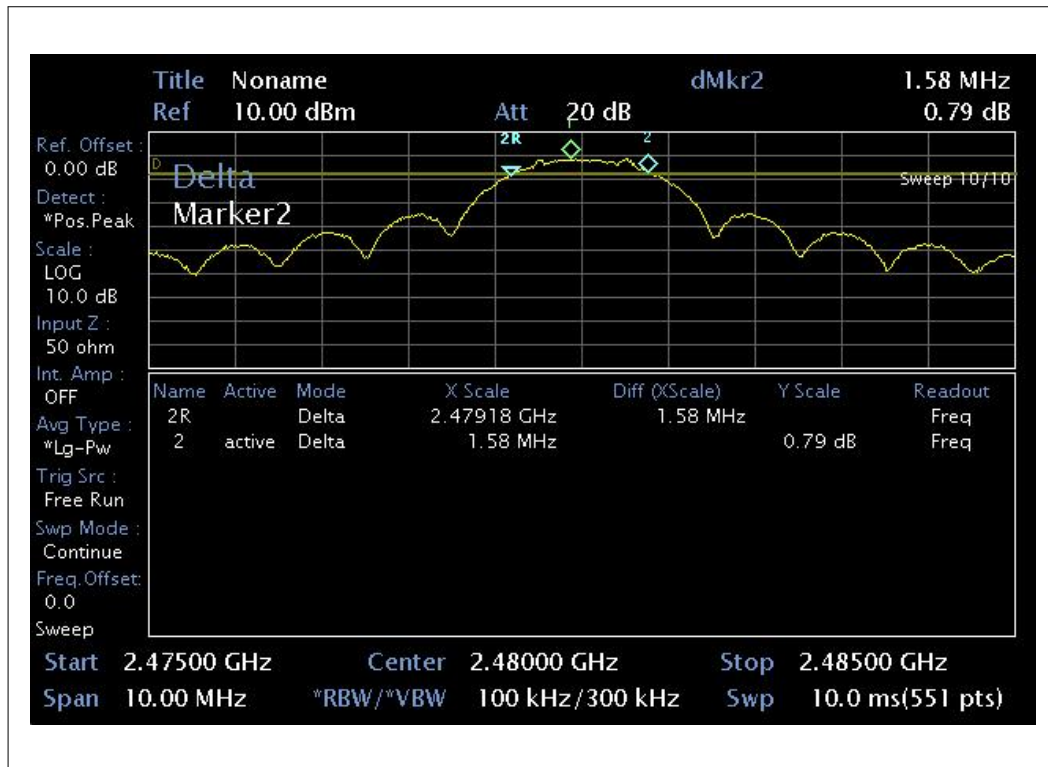 Title Noname dMkr2 1.58 MHz
Ref 10.00 dBm Att 20 dB 0.79 dB
Ref. Offset :
0.00 dB
Detect :
*Pos.Peak
Scale :
LOG
10.0 dB
Input Z :
50 ohm
Int. Amp :
OFF
Avg Type :
*Lg-Pw
Trig Src :
Free Run
Swp Mode :
Continue
Freq.Offset:
0.0
Sweep
1
2R 2
D
Delta
Marker2
Sweep 10/10
Name Active Mode X Scale Diff (XScale) Y Scale Readout
2R Delta 2.47918 GHz 1.58 MHz Freq
2 active Delta 1.58 MHz 0.79 dB Freq
Start 2.47500 GHz Center 2.48000 GHz Stop 2.48500 GHz
Span 10.00 MHz *RBW/*VBW 100 kHz/300 kHz Swp 10.0 ms(551 pts)